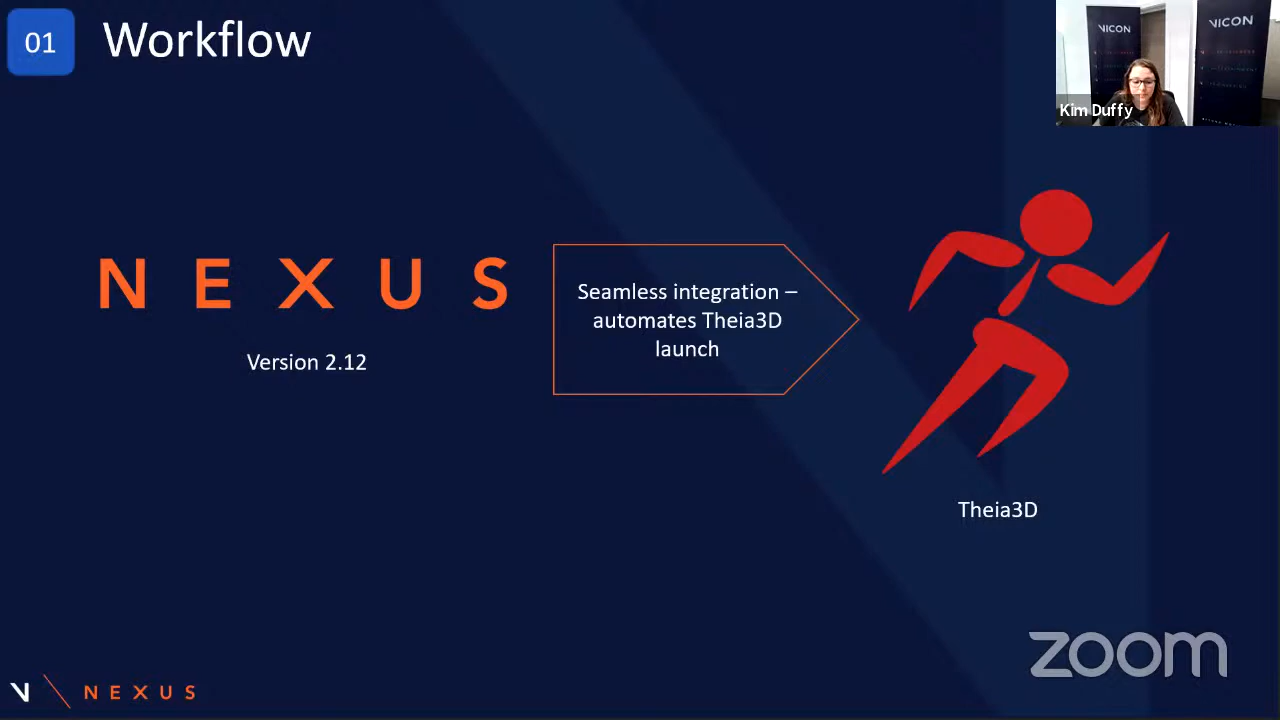 01
Workflow
VICON
VICON
Kim Duffy
NEXUS
Version 2.12
Seamless integration –
automates Theia3D
launch
Theia3D
zoom
NEXUS